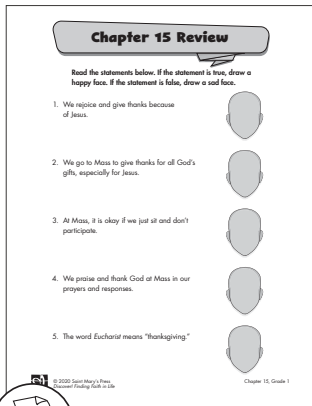 Chapter 15 Review
Read the statements below. If the statement is true, draw a
happy face. If the statement is false, draw a sad face.
1. We rejoice and give thanks because
of Jesus.
2. We go to Mass to give thanks for all God's
gifts, especially for Jesus.
3. At Mass, it is okay if we just sit and don't
participate.
4. We praise and thank God at Mass in our
prayers and responses.
5. The word Eucharist means "thanksgiving."
© 2020 Saint Mary's Press
Discover! Finding Faith in Life
Chapter 15, Grade 1